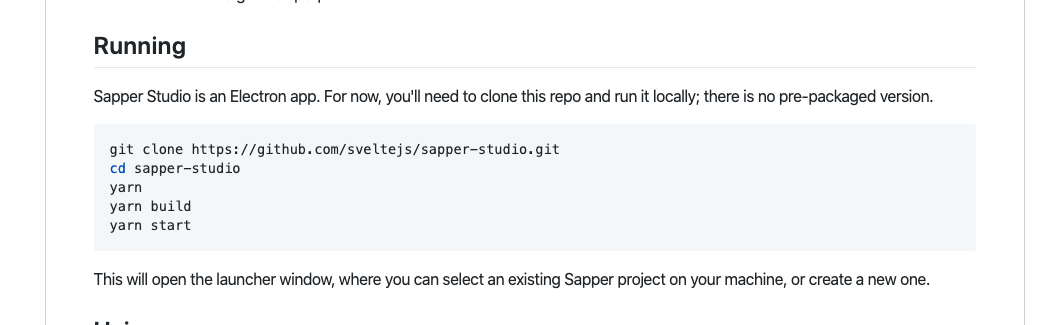 Running
Sapper Studio is an Electron app. For now, you'll need to clone this repo and run it locally; there is no pre-packaged version.
git clone https://github.com/sveltejs/sapper-studio.git
cd sapper-studio
yarn
yarn build
yarn start
This will open the launcher window, where you can select an existing Sapper project on your machine, or create a new one.